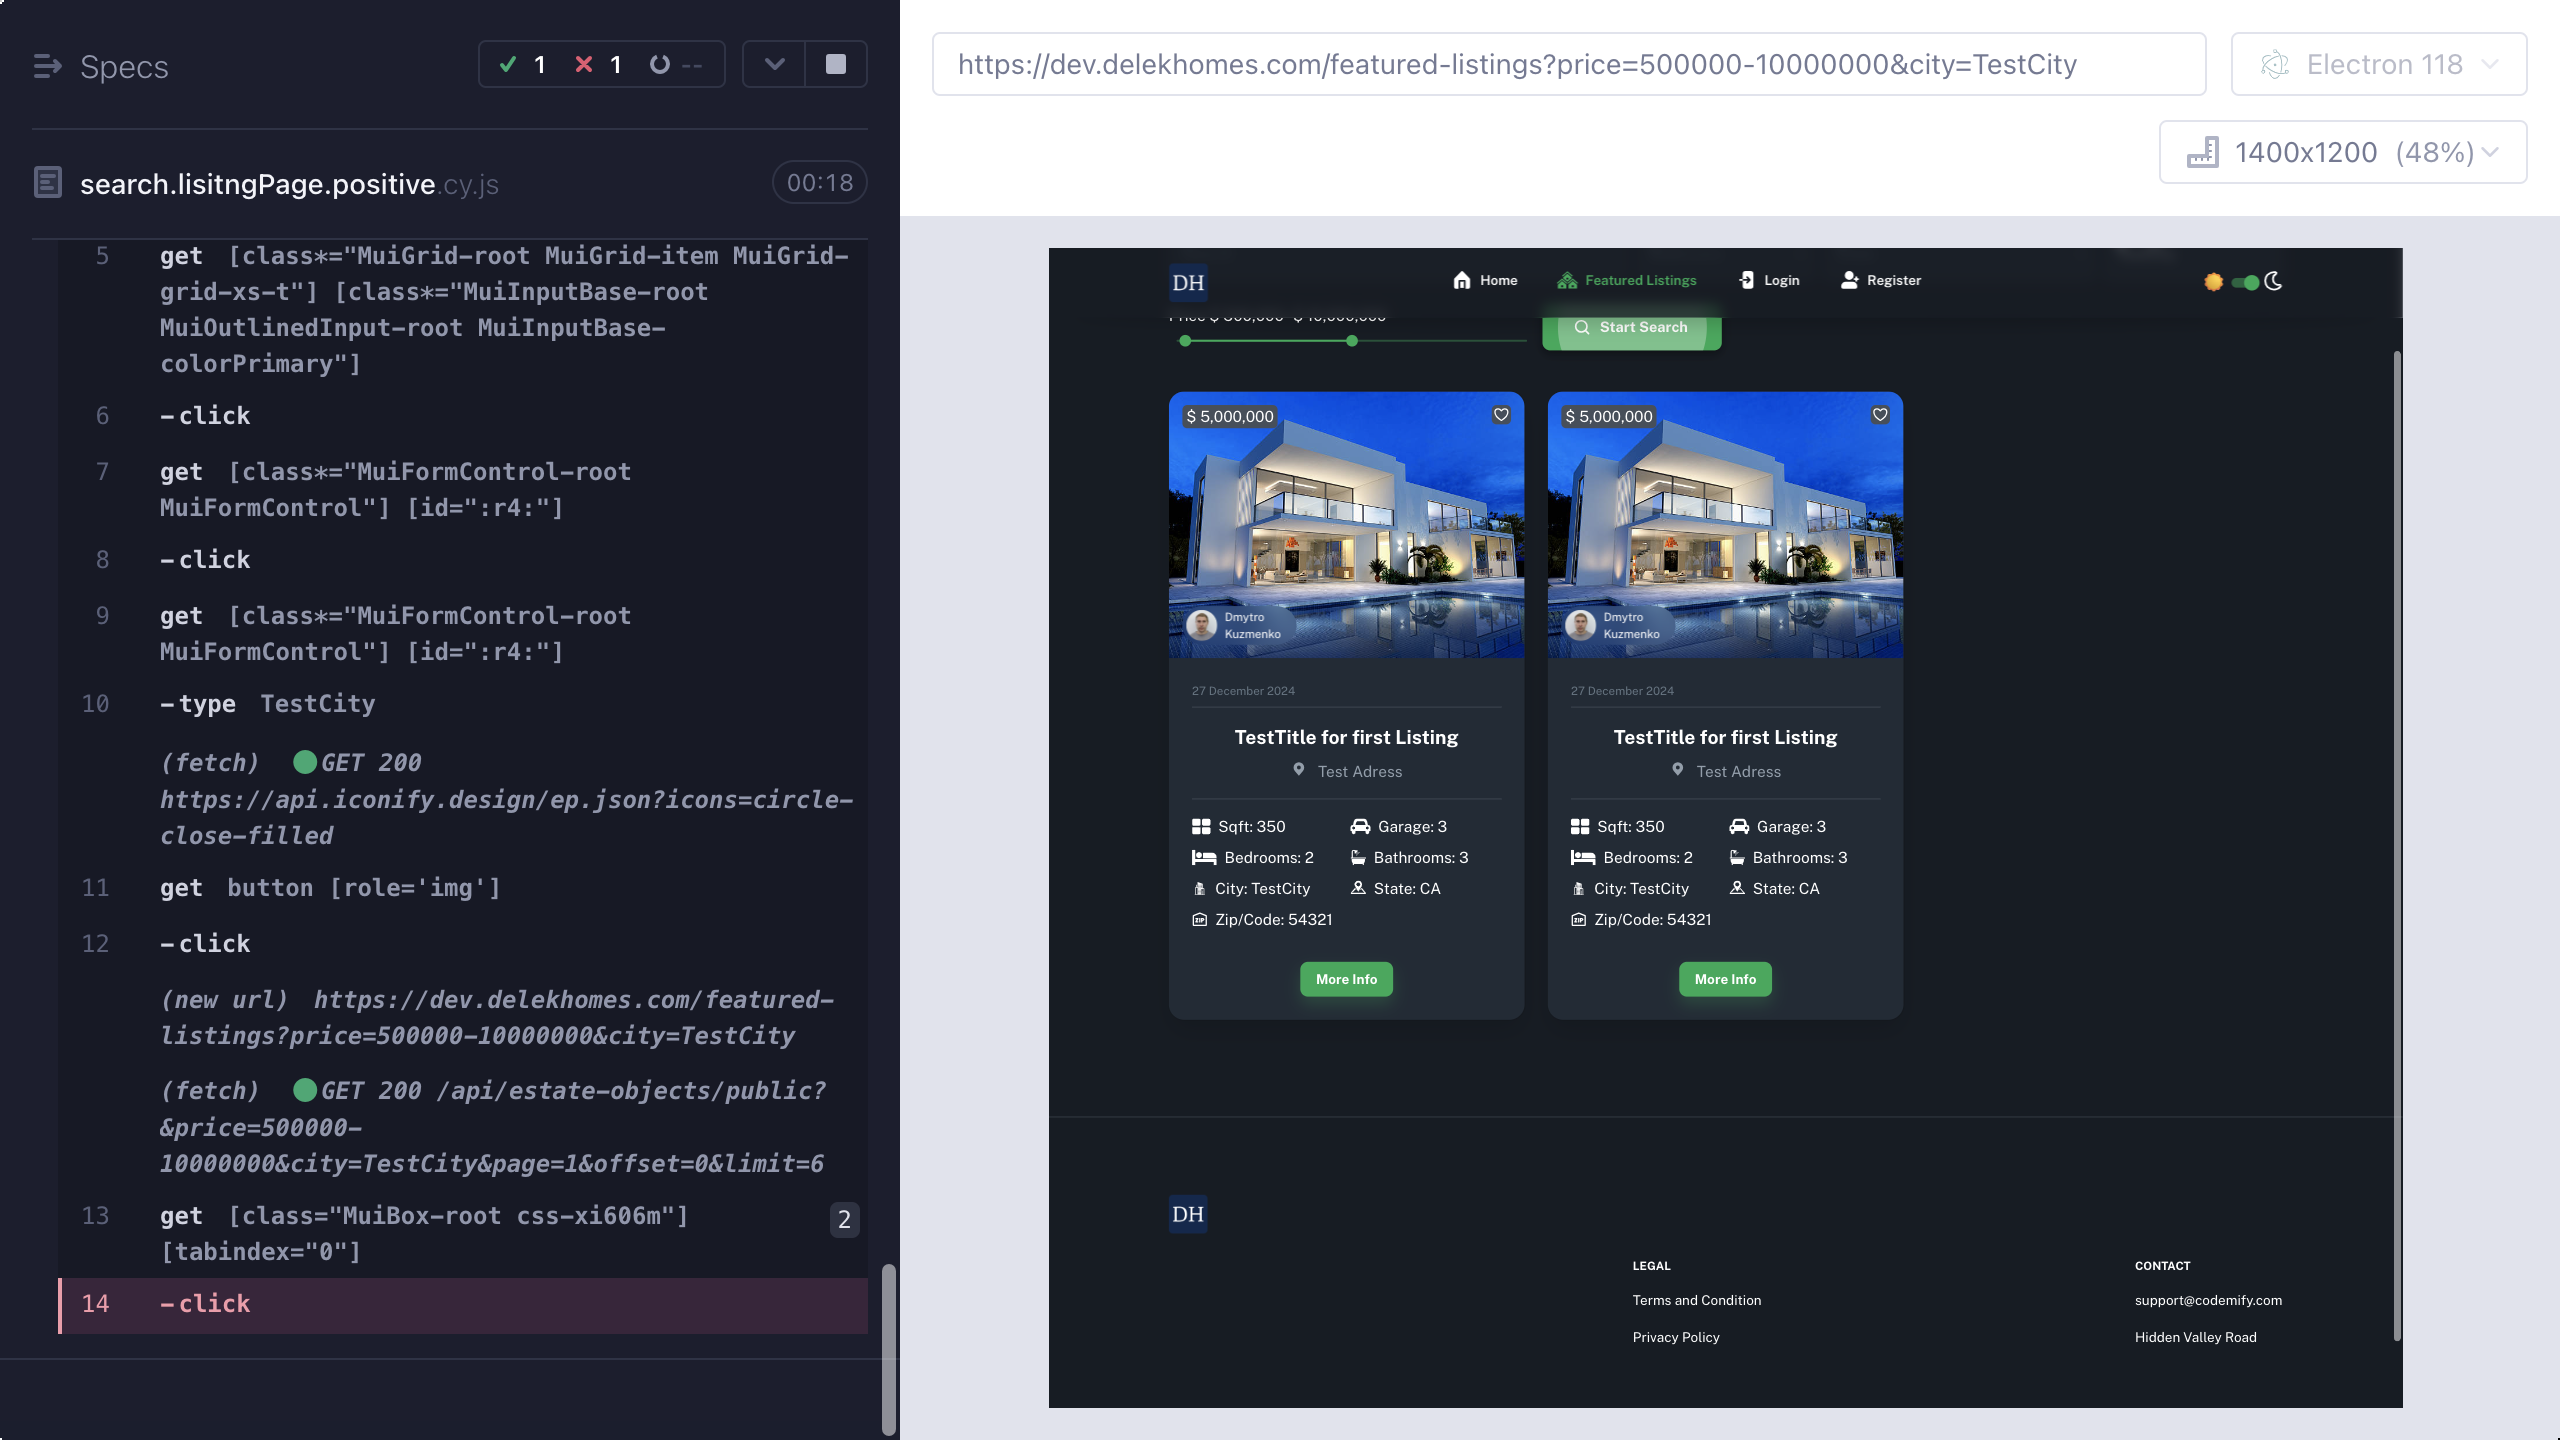 Specs
1 1 --
search.lisitngPage.positive.cy.js
00:18
5 get [class*="MuiGrid-root MuiGrid-item MuiGrid-
grid-xs-t"] [class*="MuiInputBase-root
MuiOutlinedInput-root MuiInputBase-
colorPrimary"]
6 -click
7 get [class*="MuiFormControl-root
MuiFormControl"] [id=":r4:"]
8 -click
9 get [class*="MuiFormControl-root
MuiFormControl"] [id=":r4:"]
10 -type TestCity
(fetch) GET 200
https://api.iconify.design/ep.json?icons=circle-
close-filled
11 get button [role='img']
12 -click
(new url) https://dev.delekhomes.com/featured-
listings?price=500000-10000000&city=TestCity
(fetch) GET 200 /api/estate-objects/public?
&price=500000-
10000000&city=TestCity&page=1&offset=0&limit=6
13 get [class="MuiBox-root css-xi606m"] 2
[tabindex="0"]
14 -click
https://dev.delekhomes.com/featured-listings?price=500000-10000000&city=TestCity
Electron 118
1400x1200 (48%)
DH
Home
Featured Listings
Login
Register
Start Search
$ 5,000,000
Dmytro
Kuzmenko
27 December 2024
TestTitle for first Listing
Test Adress
Sqft: 350 Garage: 3
Bedrooms: 2 Bathrooms: 3
City: TestCity State: CA
Zip/Code: 54321
More Info
$ 5,000,000
Dmytro
Kuzmenko
27 December 2024
TestTitle for first Listing
Test Adress
Sqft: 350 Garage: 3
Bedrooms: 2 Bathrooms: 3
City: TestCity State: CA
Zip/Code: 54321
More Info
DH
LEGAL
Terms and Condition
Privacy Policy
CONTACT
support@codemify.com
Hidden Valley Road